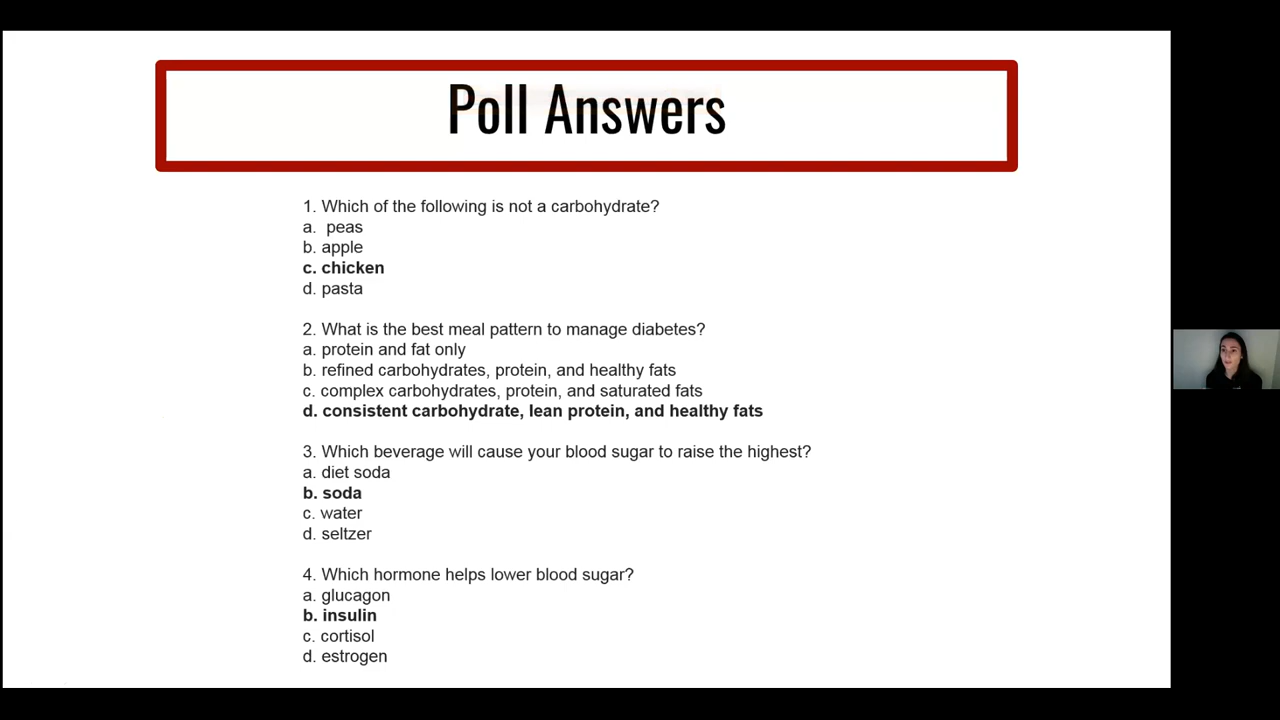 Poll Answers
1. Which of the following is not a carbohydrate?
a.  peas
b. apple
c. chicken
d. pasta
2. What is the best meal pattern to manage diabetes?
a. protein and fat only
b. refined carbohydrates, protein, and healthy fats
c. complex carbohydrates, protein, and saturated fats
d. consistent carbohydrate, lean protein, and healthy fats
3. Which beverage will cause your blood sugar to raise the highest?
a. diet soda
b. soda
c. water
d. seltzer
4. Which hormone helps lower blood sugar?
a. glucagon
b. insulin
c. cortisol
d. estrogen